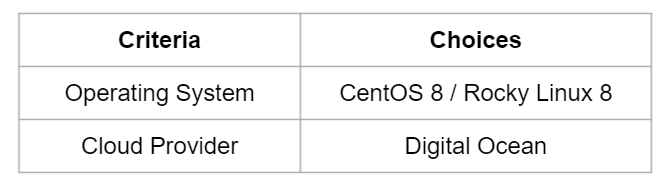 Criteria Choices
Operating System CentOS 8 / Rocky Linux 8
Cloud Provider Digital Ocean